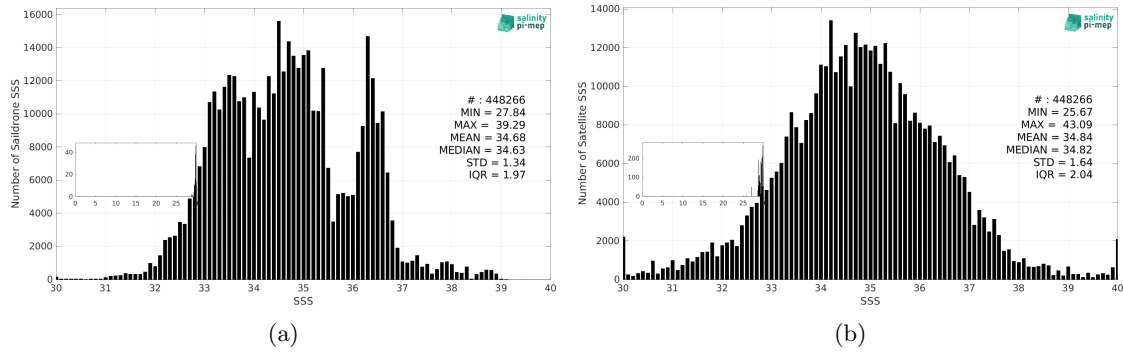 salinity
pi-mep
16000
14000
12000
10000
8000
6000
4000
2000
0
Number of Saildrone SSS
# : 448266
MIN = 27.84
MAX = 39.29
MEAN = 34.68
MEDIAN = 34.63
STD = 1.34
IQR = 1.97
40
20
0
0 5 10 15 20 25
30 31 32 33 34 35 36 37 38 39 40
SSS
(a)
salinity
pi-mep
14000
12000
10000
8000
6000
4000
2000
0
Number of Satellite SSS
# : 448266
MIN = 25.67
MAX = 43.09
MEAN = 34.84
MEDIAN = 34.82
STD = 1.64
IQR = 2.04
200
100
0
0 5 10 15 20 25
30 31 32 33 34 35 36 37 38 39 40
SSS
(b)